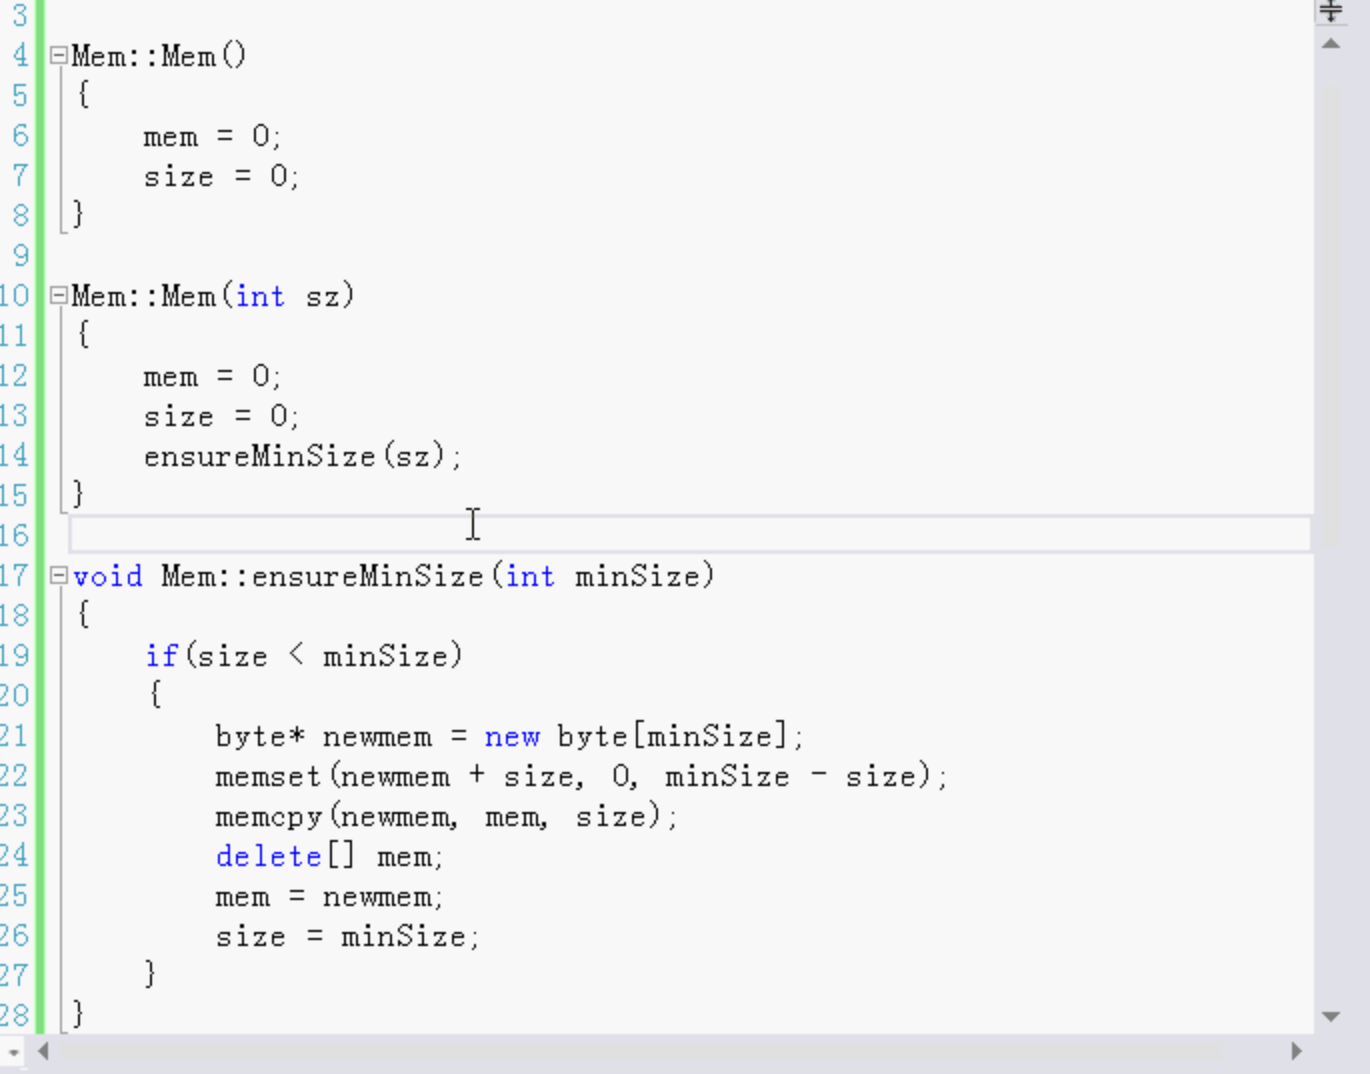 3
4 Mem::Mem()
5 {
6 mem = 0;
7 size = 0;
8 }
9
10 Mem::Mem(int sz)
11 {
12 mem = 0;
13 size = 0;
14 ensureMinSize(sz);
15 }
16
17 void Mem::ensureMinSize(int minSize)
18 {
19 if(size < minSize)
20 {
21 byte* newmem = new byte[minSize];
22 memset(newmem + size, 0, minSize - size);
23 memcpy(newmem, mem, size);
24 delete[] mem;
25 mem = newmem;
26 size = minSize;
27 }
28 }